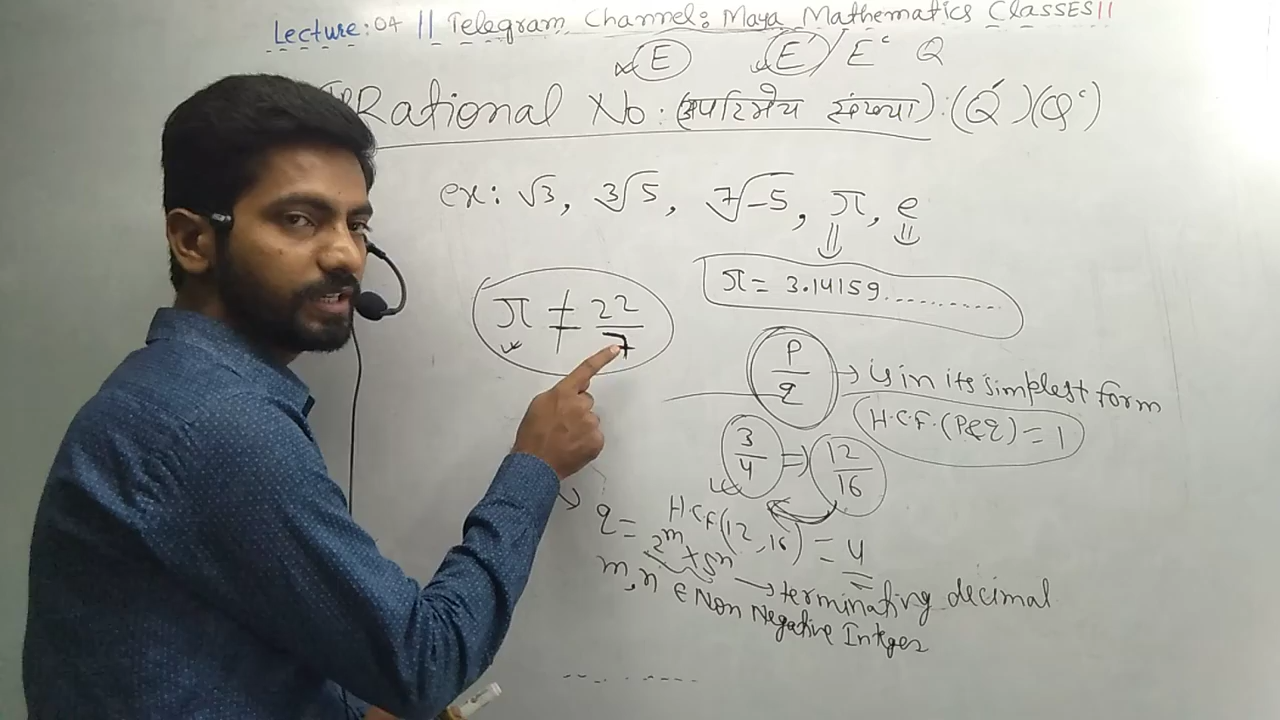 Lecture: 04 || Telegram Channel: Maya Mathematics Classes ||
E E'/E^c Q
Rational No: (अपरिमेय संख्या) : (Q')(Q^c)
ex: √3, 3√5, 7√-5, π, e
π = 3.14159............
π ≠ 22/7
p/q → is in its simplest form
H.C.F.(P&q) = 1
3/4 ⇒ 12/16
H.C.F(12,16) = 4
q = 2^m × 5^n → terminating decimal
m,n ∈ Non Negative Integer